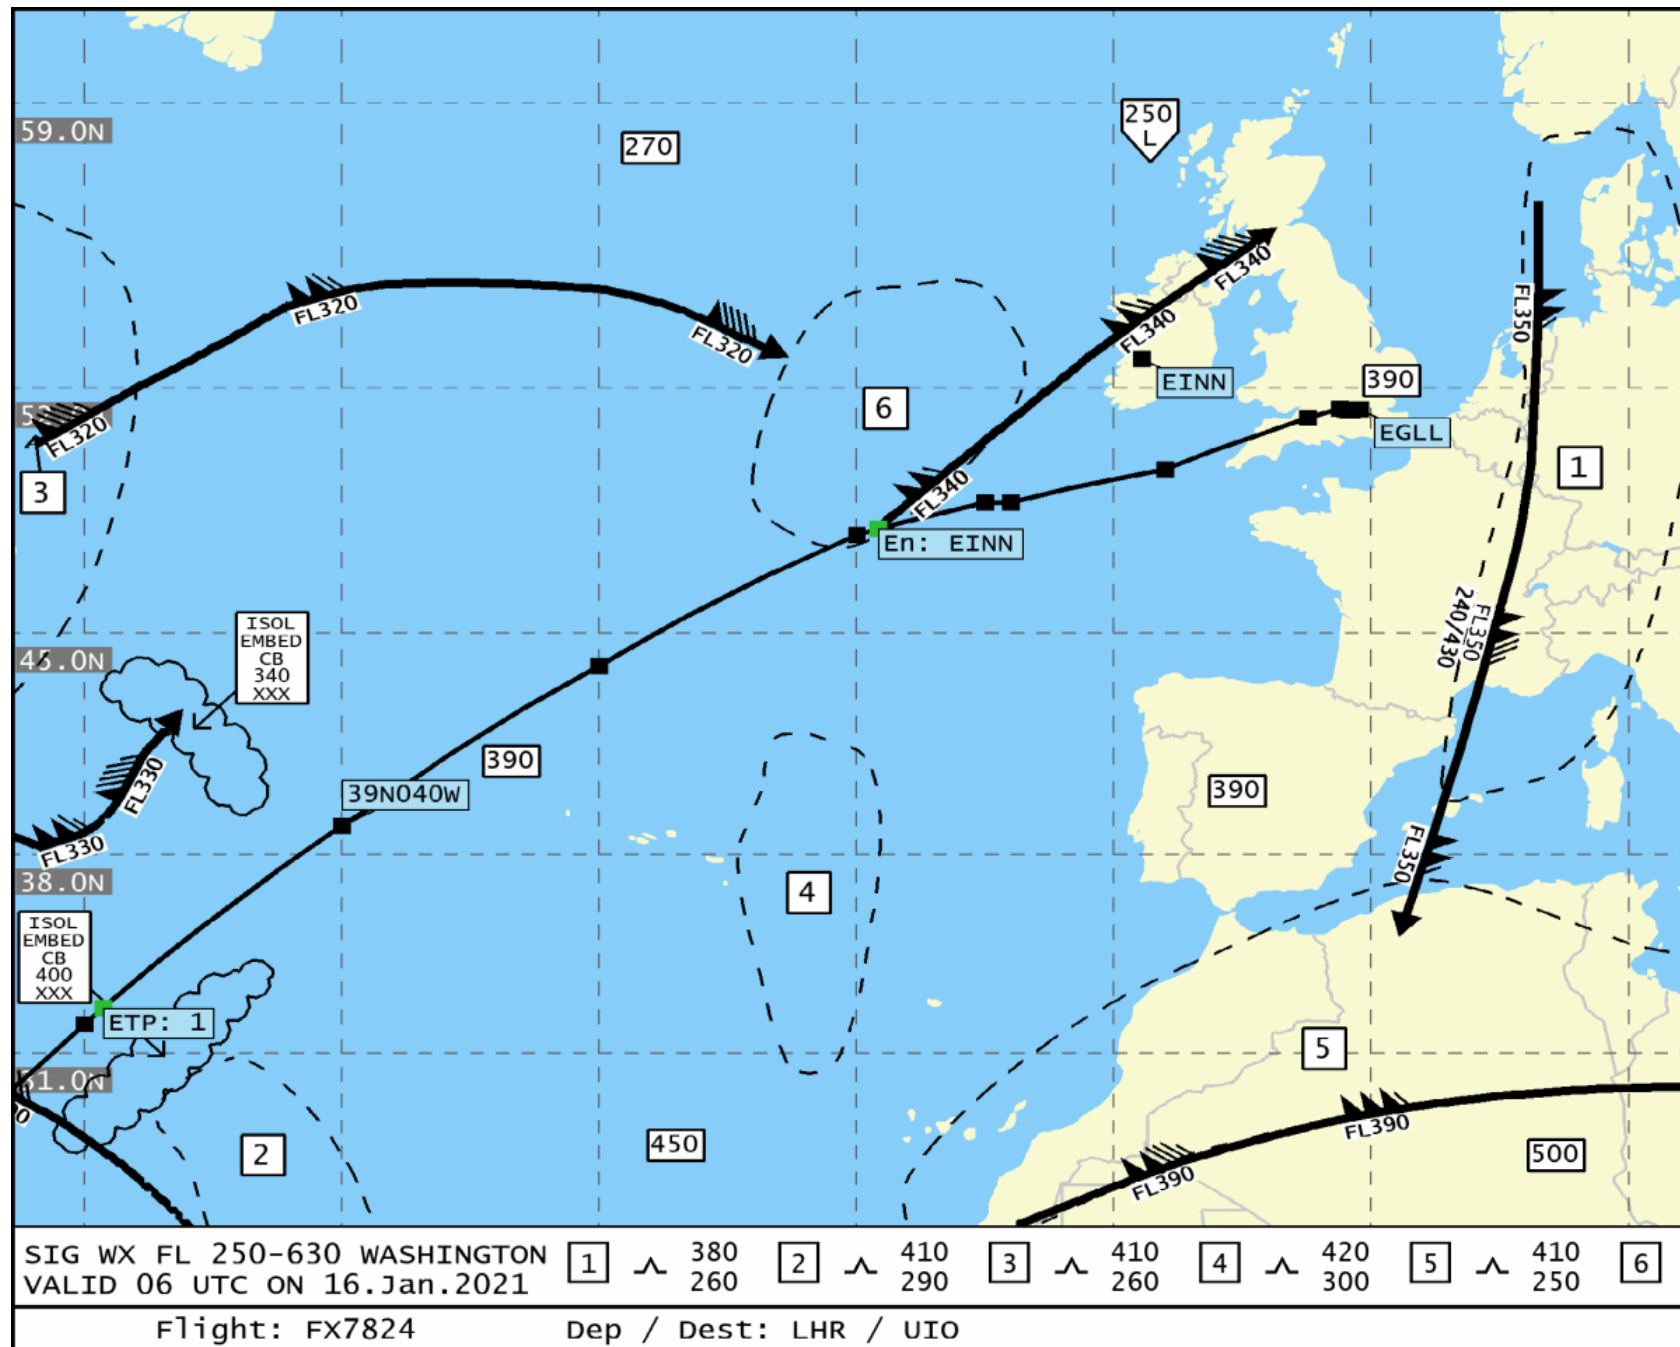 59.0N
270
250
L
FL320
FL320
FL320
FL340
FL340
FL340
FL350
EINN
390
EGLL
6
3
1
En: EINN
ISOL
EMBED
CB
340
XXX
45.0N
FL350
240/430
390
39N040W
390
FL330
FL330
FL350
38.0N
4
ISOL
EMBED
CB
400
XXX
ETP: 1
5
2
450
FL390
FL390
500
SIG WX FL 250-630 WASHINGTON
VALID 06 UTC ON 16.Jan.2021
1
380
260
2
410
290
3
410
260
4
420
300
5
410
250
6
Flight: FX7824
Dep / Dest: LHR / UIO